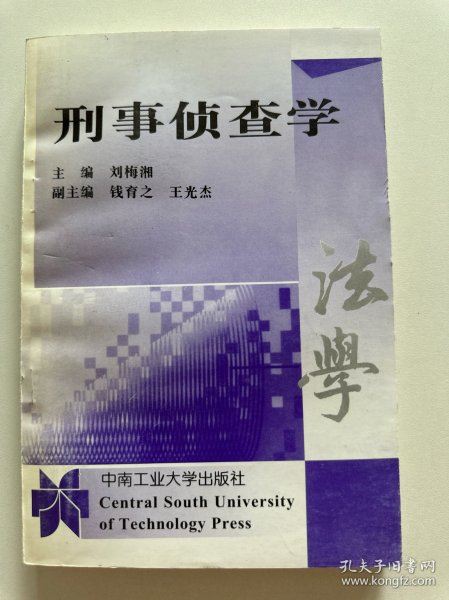 刑事侦查学
主 编 刘梅湘
副主编 钱育之 王光杰
法學
中南工业大学出版社
Central South University
of Technology Press
孔夫子旧书网
www.kongfz.com